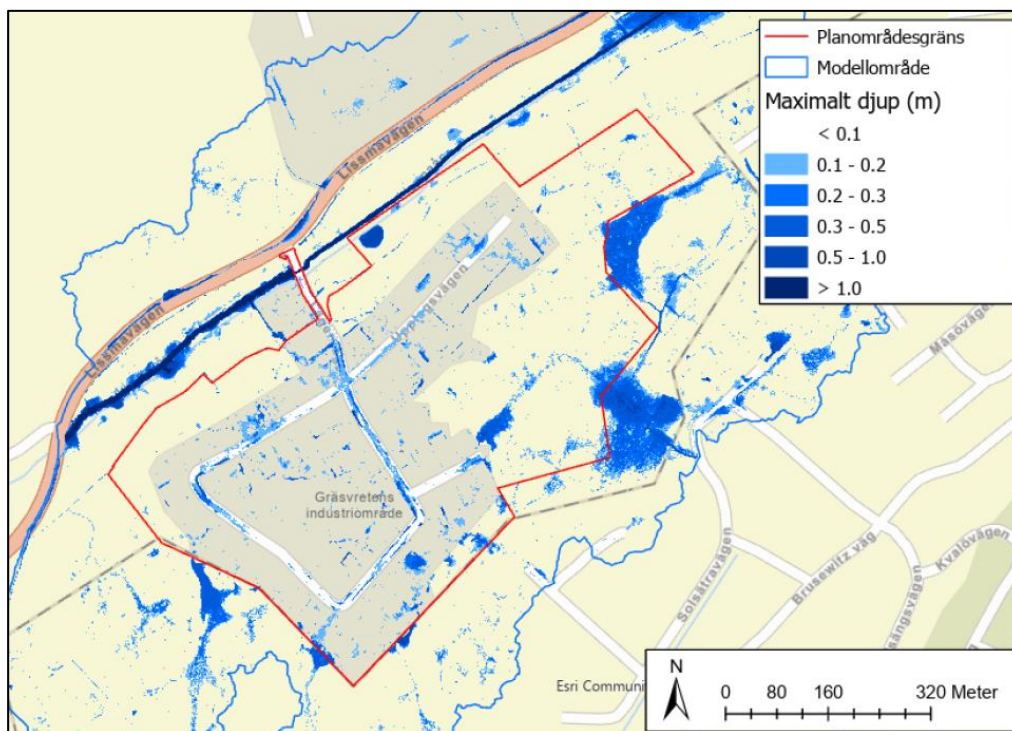 Planområdesgräns
Modellområde
Maximalt djup (m)
< 0.1
0.1 - 0.2
0.2 - 0.3
0.3 - 0.5
0.5 - 1.0
> 1.0
Lissmavägen
Lissmavägen
Upplagsvägen
Gräsvretens
industriområde
Måsövägen
Solsätravägen
Brusewitz väg
Kvalövägen
sängsvägen
Esri Communi
N
0 80 160 320 Meter